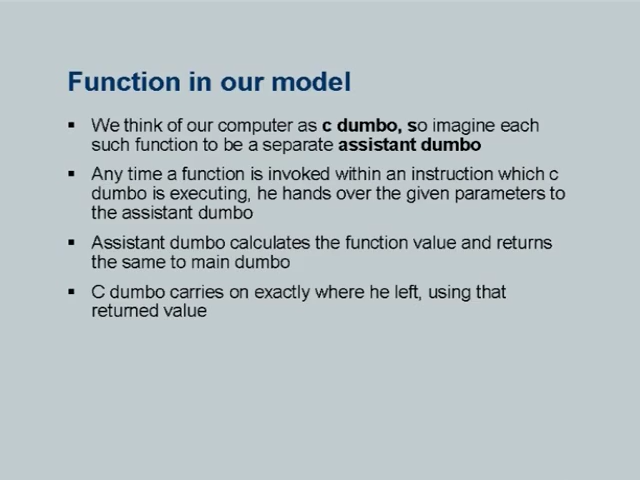 Function in our model
▪ We think of our computer as c dumbo, so imagine each
such function to be a separate assistant dumbo
▪ Any time a function is invoked within an instruction which c
dumbo is executing, he hands over the given parameters to
the assistant dumbo
▪ Assistant dumbo calculates the function value and returns
the same to main dumbo
▪ C dumbo carries on exactly where he left, using that
returned value